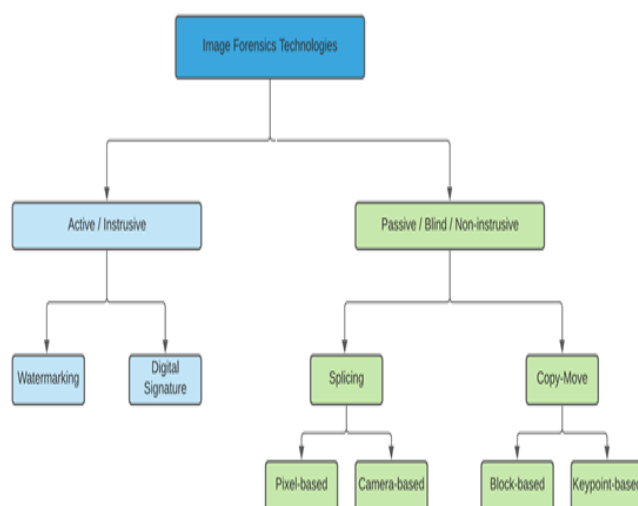 Image Forensics Technologies
Active / Instrusive
Passive / Blind / Non-instrusive
Watermarking
Digital
Signature
Splicing
Copy-Move
Pixel-based
Camera-based
Block-based
Keypoint-based